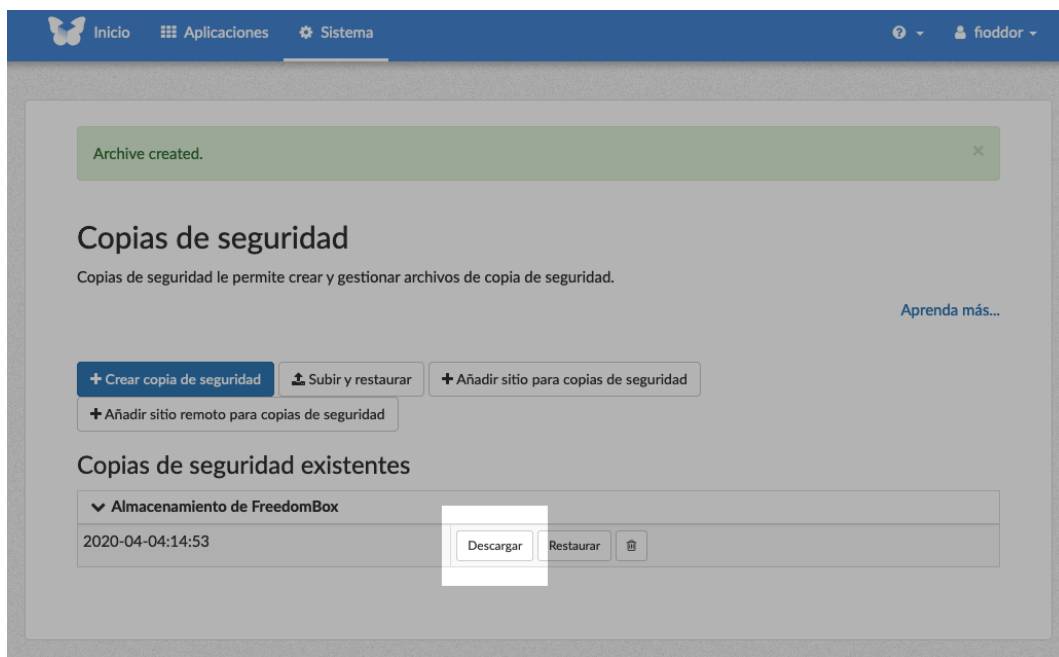 Inicio Aplicaciones Sistema fioddor
Archive created. ×
Copias de seguridad
Copias de seguridad le permite crear y gestionar archivos de copia de seguridad.
Aprenda más...
+ Crear copia de seguridad Subir y restaurar + Añadir sitio para copias de seguridad
+ Añadir sitio remoto para copias de seguridad
Copias de seguridad existentes
Almacenamiento de FreedomBox
2020-04-04:14:53 Descargar Restaurar